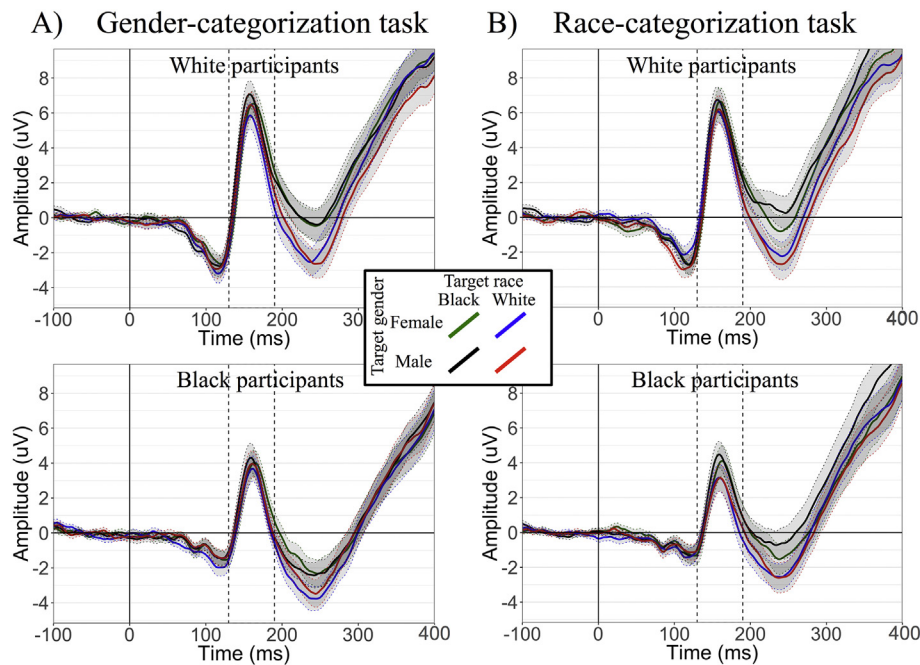 A) Gender-categorization task
B) Race-categorization task
White participants
8
6
4
2
0
-2
-4
Amplitude (uV)
-100 0 100 200 30
Time (ms)
White participants
8
6
4
2
0
-2
-4
Amplitude (uV)
0 100 200 300 400
Time (ms)
Target race
Black White
Target gender
Female
Male
Black participants
8
6
4
2
0
-2
-4
Amplitude (uV)
-100 0 100 200 300 400
Time (ms)
Black participants
8
6
4
2
0
-2
-4
Amplitude (uV)
-100 0 100 200 300 400
Time (ms)